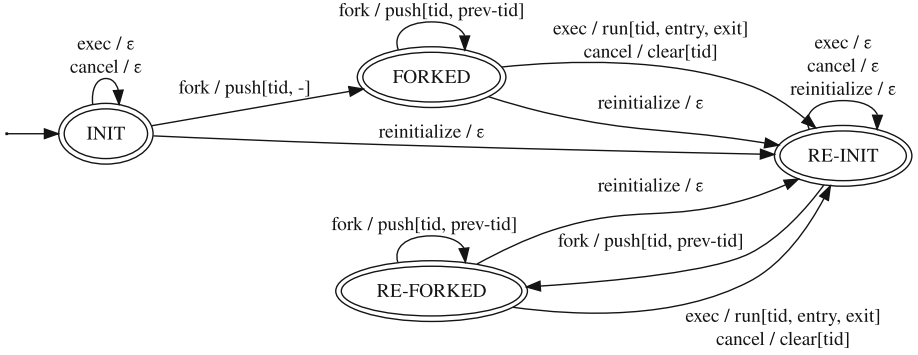 fork / push[tid, prev-tid]
exec / run[tid, entry, exit]
cancel / clear[tid]
exec / ε
cancel / ε
exec / ε
cancel / ε
reinitialize / ε
fork / push[tid, -]
FORKED
reinitialize / ε
INIT
reinitialize / ε
RE-INIT
reinitialize / ε
fork / push[tid, prev-tid]
fork / push[tid, prev-tid]
RE-FORKED
exec / run[tid, entry, exit]
cancel / clear[tid]